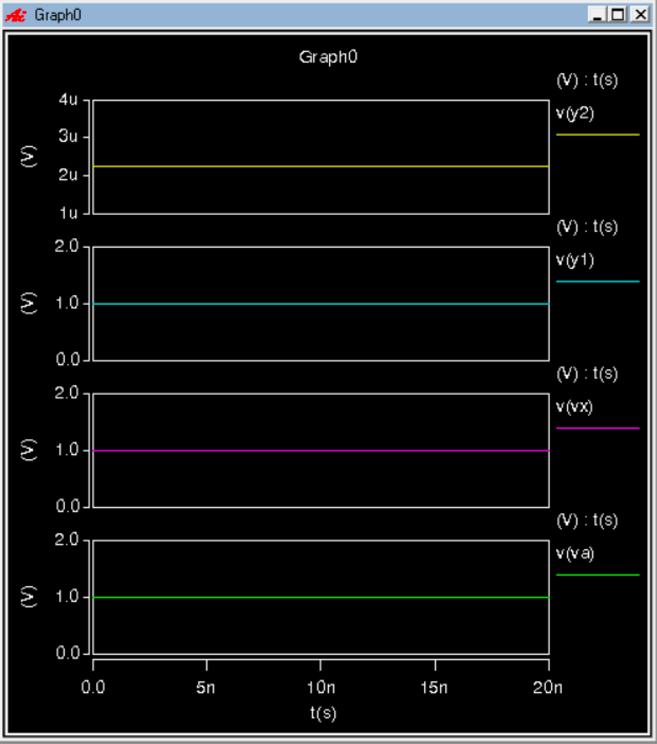 Graph0
Graph0
(V) : t(s)
v(y2)
4u
3u
2u
1u
(V)
(V) : t(s)
v(y1)
2.0
1.0
0.0
(V)
(V) : t(s)
v(vx)
2.0
1.0
0.0
(V)
(V) : t(s)
v(va)
2.0
1.0
0.0
(V)
0.0 5n 10n 15n 20n
t(s)